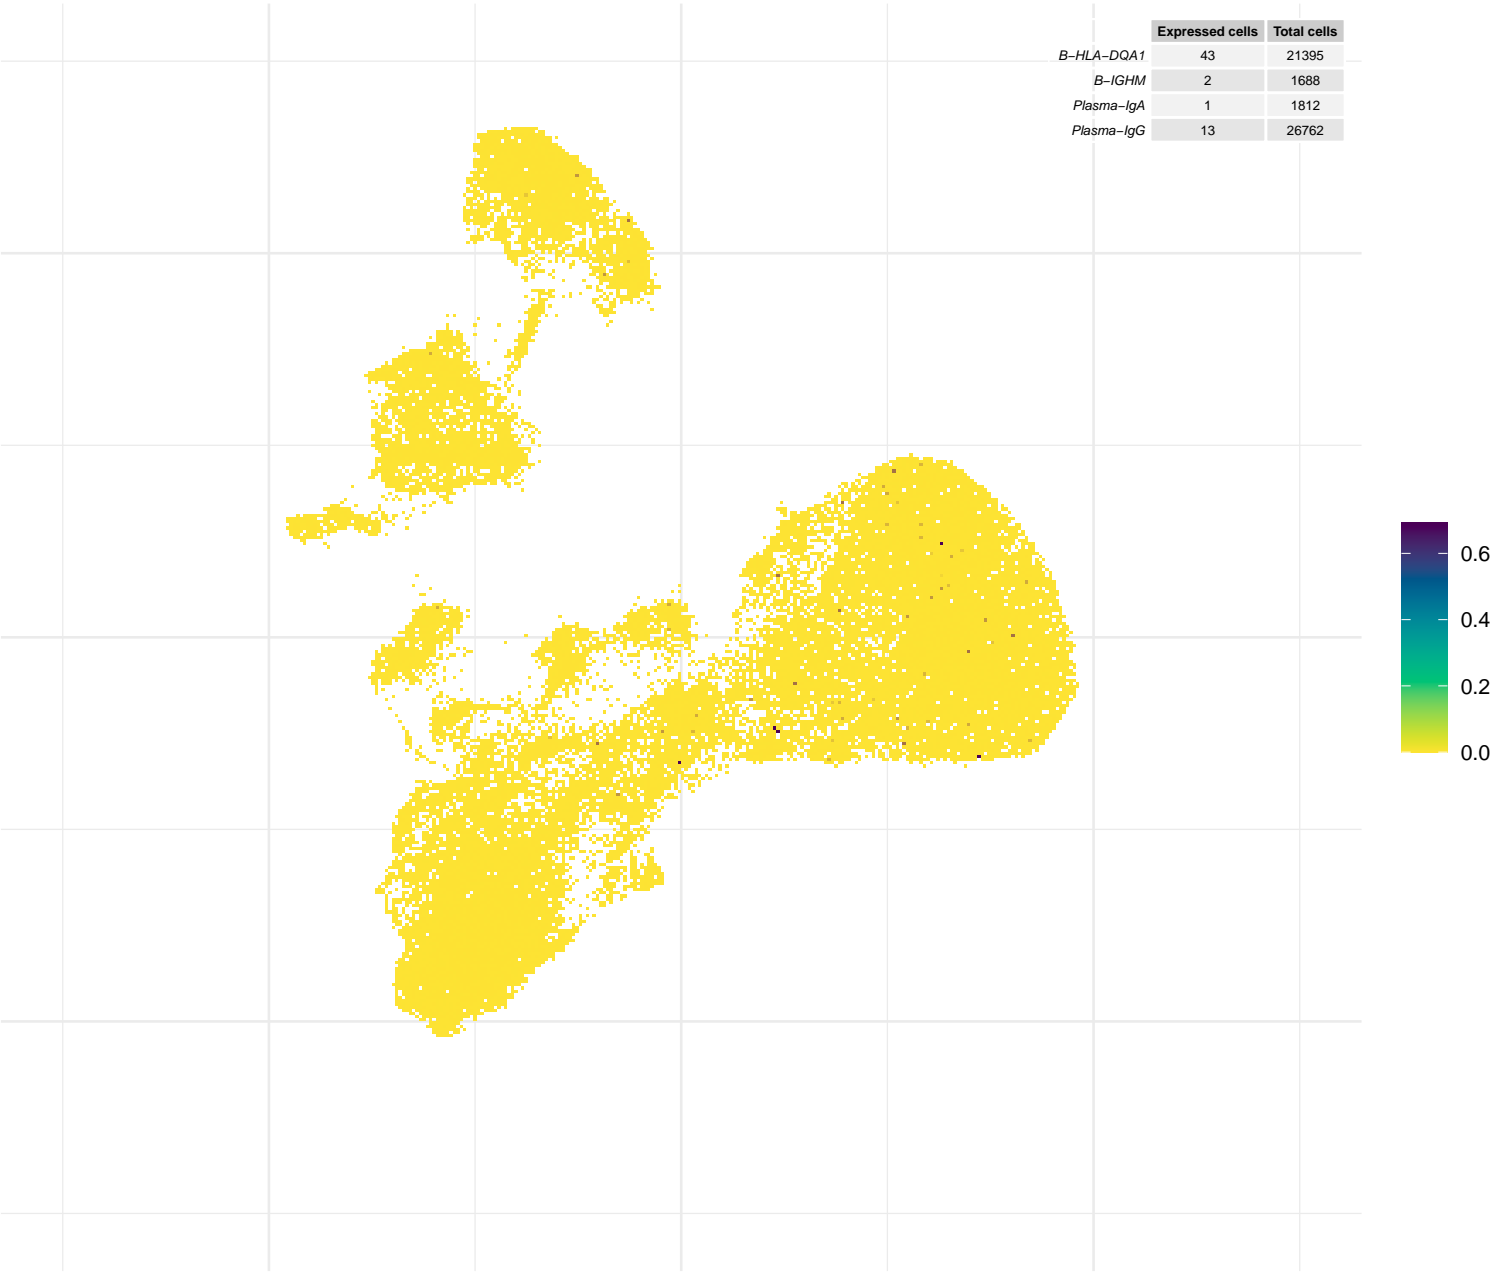 Expressed cells Total cells
B−HLA−DQA1 43 21395
B−IGHM 2 1688
Plasma−IgA 1 1812
Plasma−IgG 13 26762
0.6
0.4
0.2
0.0